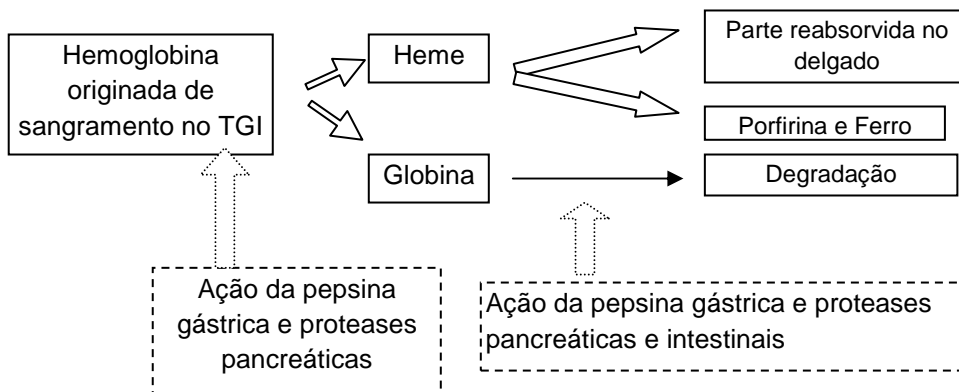 Hemoglobina
originada de
sangramento no TGI
Heme
Globina
Parte reabsorvida no
delgado
Porfirina e Ferro
Degradação
Ação da pepsina
gástrica e proteases
pancreáticas
Ação da pepsina gástrica e proteases
pancreáticas e intestinais